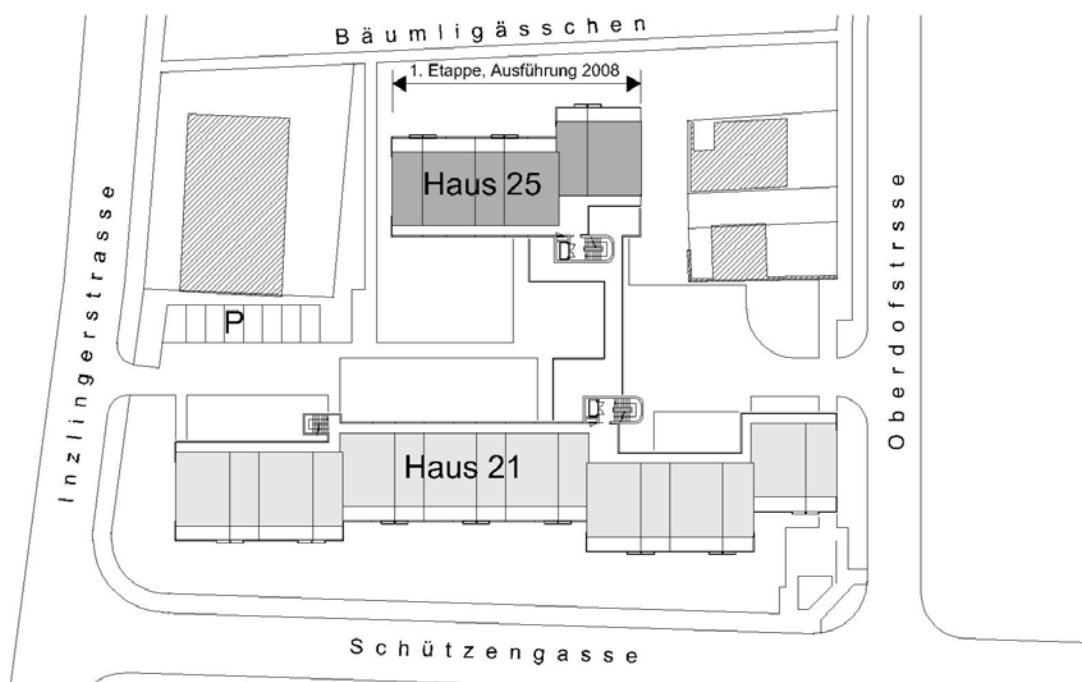 Bäumligässchen
1. Etappe, Ausführung 2008
Haus 25
Inzlingerstrasse
P
Oberdofstrsse
Haus 21
Schützengasse